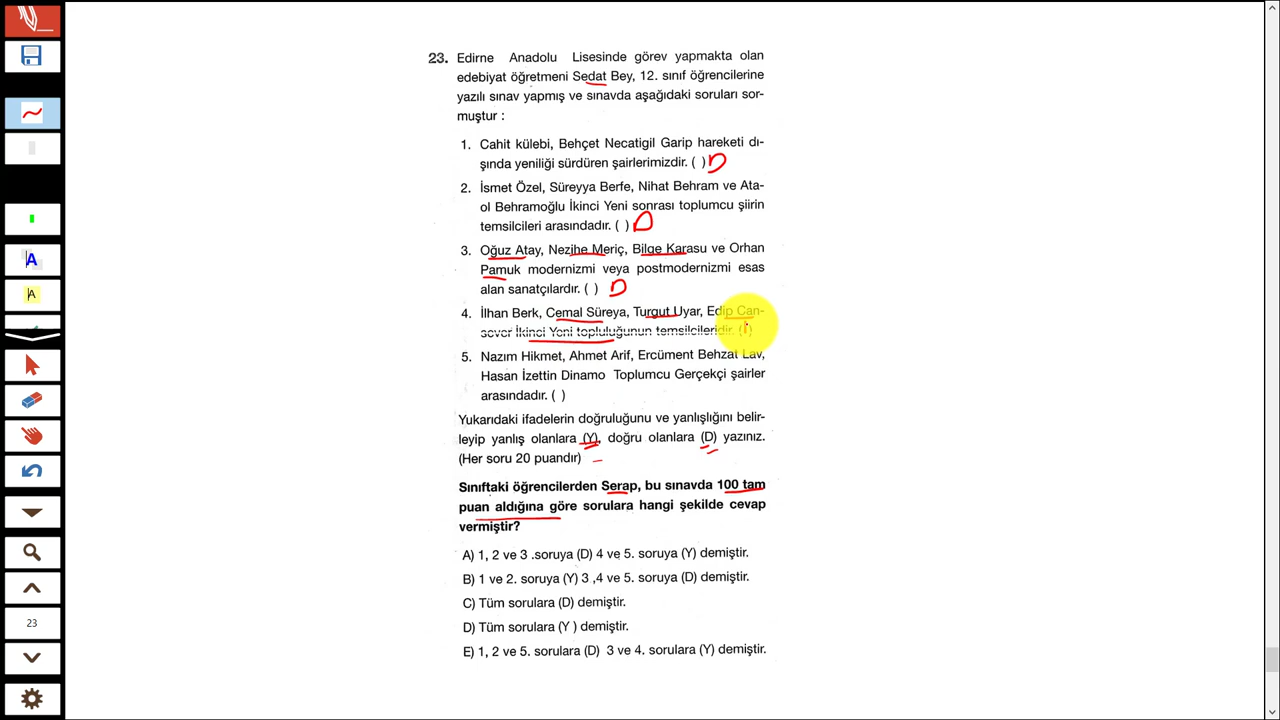 23. Edirne Anadolu Lisesinde görev yapmakta olan
edebiyat öğretmeni Sedat Bey, 12. sınıf öğrencilerine
yazılı sınav yapmış ve sınavda aşağıdaki soruları sor-
muştur :
1. Cahit külebi, Behçet Necatigil Garip hareketi dı-
şında yeniliği sürdüren şairlerimizdir. ( ) D
2. İsmet Özel, Süreyya Berfe, Nihat Behram ve Ata-
ol Behramoğlu İkinci Yeni sonrası toplumcu şiirin
temsilcileri arasındadır. ( ) D
3. Oğuz Atay, Nezihe Meriç, Bilge Karasu ve Orhan
Pamuk modernizmi veya postmodernizmi esas
alan sanatçılardır. ( ) D
4. İlhan Berk, Cemal Süreya, Turgut Uyar, Edip Can-
sever İkinci Yeni topluluğunun temsilcileridir. ( )
5. Nazım Hikmet, Ahmet Arif, Ercüment Behzat Lav,
Hasan İzettin Dinamo Toplumcu Gerçekçi şairler
arasındadır. ( )
Yukarıdaki ifadelerin doğruluğunu ve yanlışlığını belir-
leyip yanlış olanlara (Y), doğru olanlara (D) yazınız.
(Her soru 20 puandır)
Sınıftaki öğrencilerden Serap, bu sınavda 100 tam
puan aldığına göre sorulara hangi şekilde cevap
vermiştir?
A) 1, 2 ve 3 .soruya (D) 4 ve 5. soruya (Y) demiştir.
B) 1 ve 2. soruya (Y) 3 ,4 ve 5. soruya (D) demiştir.
C) Tüm sorulara (D) demiştir.
D) Tüm sorulara (Y ) demiştir.
E) 1, 2 ve 5. sorulara (D) 3 ve 4. sorulara (Y) demiştir.
A
A
23